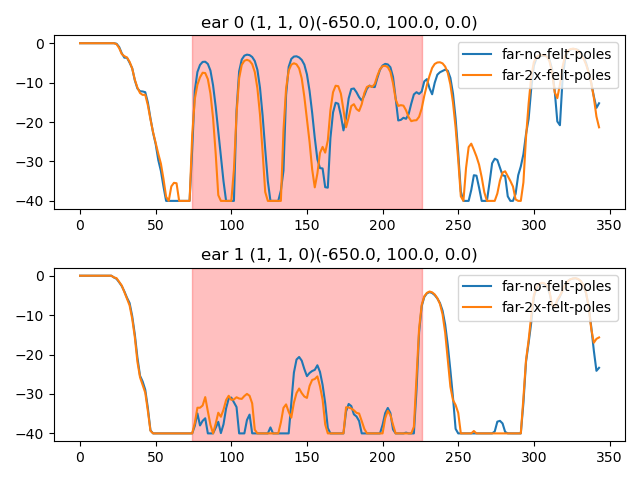 ear 0 (1, 1, 0)(-650.0, 100.0, 0.0)
0
−10
−20
−30
−40
far-no-felt-poles
far-2x-felt-poles
0 50 100 150 200 250 300 350
ear 1 (1, 1, 0)(-650.0, 100.0, 0.0)
0
−10
−20
−30
−40
far-no-felt-poles
far-2x-felt-poles
0 50 100 150 200 250 300 350